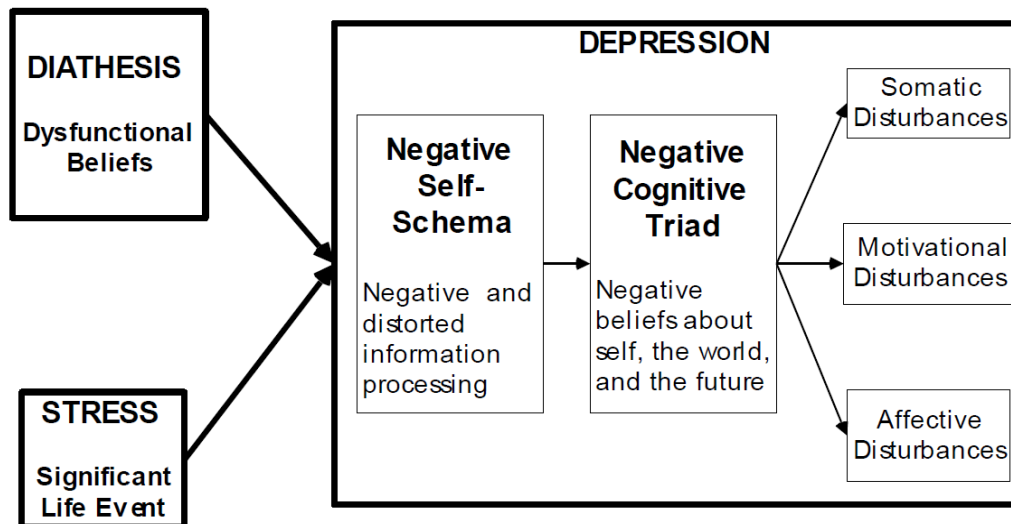 DIATHESIS
Dysfunctional
Beliefs
STRESS
Significant
Life Event
DEPRESSION
Negative
Self-
Schema
Negative and
distorted
information
processing
Negative
Cognitive
Triad
Negative
beliefs about
self, the world,
and the future
Somatic
Disturbances
Motivational
Disturbances
Affective
Disturbances